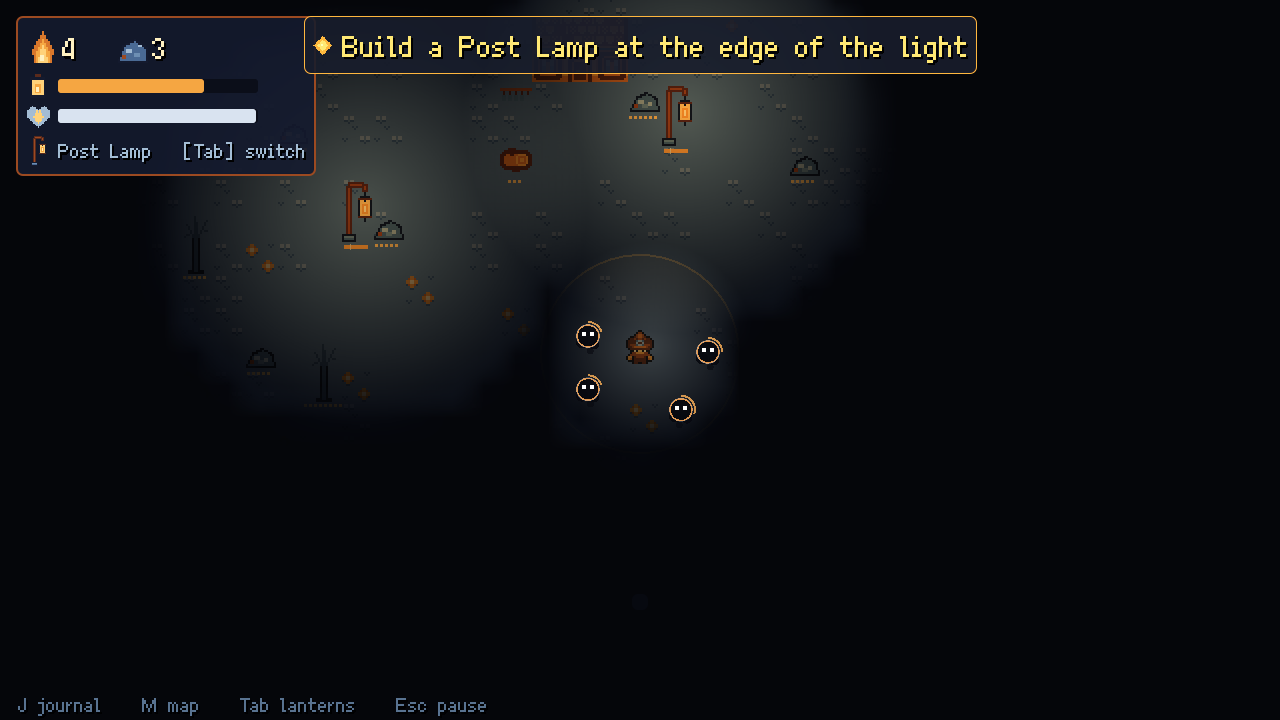 4 3
Build a Post Lamp at the edge of the light
Post Lamp [Tab] switch
J journal M map Tab lanterns Esc pause